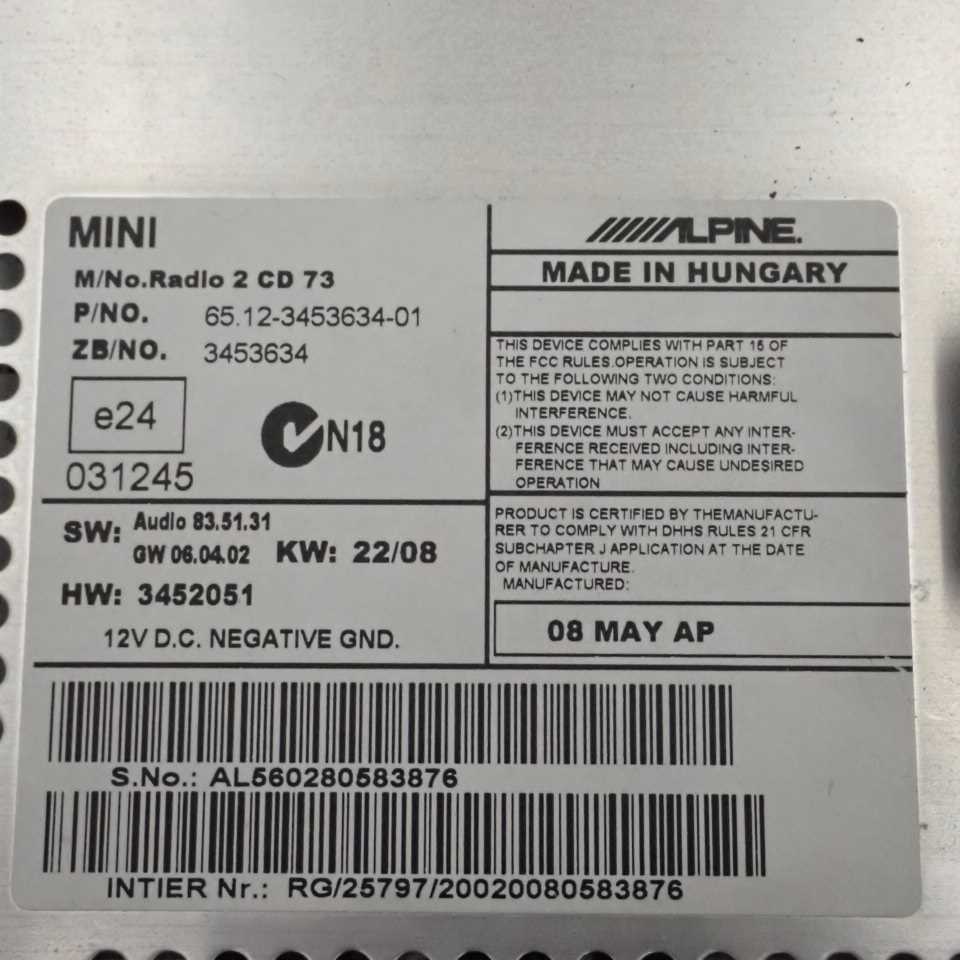 MINI
M/No.Radio 2 CD 73
P/NO. 65.12-3453634-01
ZB/NO. 3453634
e24
031245
N18
SW: Audio 83.51.31
GW 06.04.02 KW: 22/08
HW: 3452051
12V D.C. NEGATIVE GND.
ALPINE.
MADE IN HUNGARY
THIS DEVICE COMPLIES WITH PART 15 OF
THE FCC RULES.OPERATION IS SUBJECT
TO THE FOLLOWING TWO CONDITIONS:
(1)THIS DEVICE MAY NOT CAUSE HARMFUL
INTERFERENCE.
(2)THIS DEVICE MUST ACCEPT ANY INTER-
FERENCE RECEIVED INCLUDING INTER-
FERENCE THAT MAY CAUSE UNDESIRED
OPERATION
PRODUCT IS CERTIFIED BY THEMANUFACTU-
RER TO COMPLY WITH DHHS RULES 21 CFR
SUBCHAPTER J APPLICATION AT THE DATE
OF MANUFACTURE.
MANUFACTURED:
08 MAY AP
S.No.: AL560280583876
INTIER Nr.: RG/25797/20020080583876